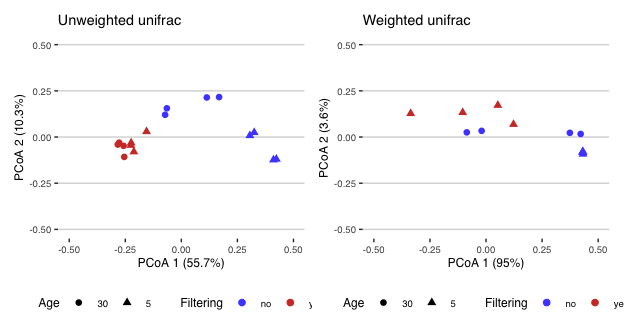 Unweighted unifrac
0.50
0.25
0.00
-0.25
-0.50
PCoA 2 (10.3%)
-0.50 -0.25 0.00 0.25 0.50
PCoA 1 (55.7%)
Age 30 5 Filtering no y
Weighted unifrac
0.50
0.25
0.00
-0.25
-0.50
PCoA 2 (3.6%)
-0.50 -0.25 0.00 0.25 0.50
PCoA 1 (95%)
Age 30 5 Filtering no ye